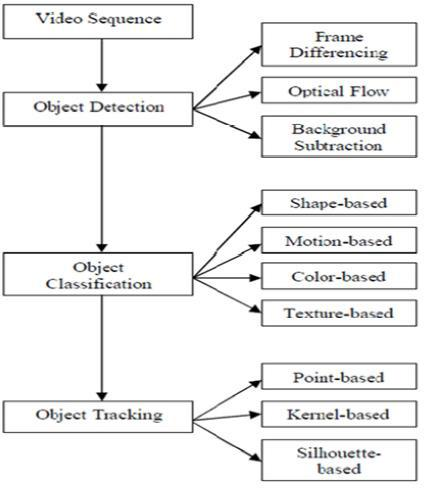 Video Sequence
Frame
Differencing
Object Detection
Optical Flow
Background
Subtraction
Shape-based
Motion-based
Object
Classification
Color-based
Texture-based
Point-based
Object Tracking
Kernel-based
Silhouette-
based